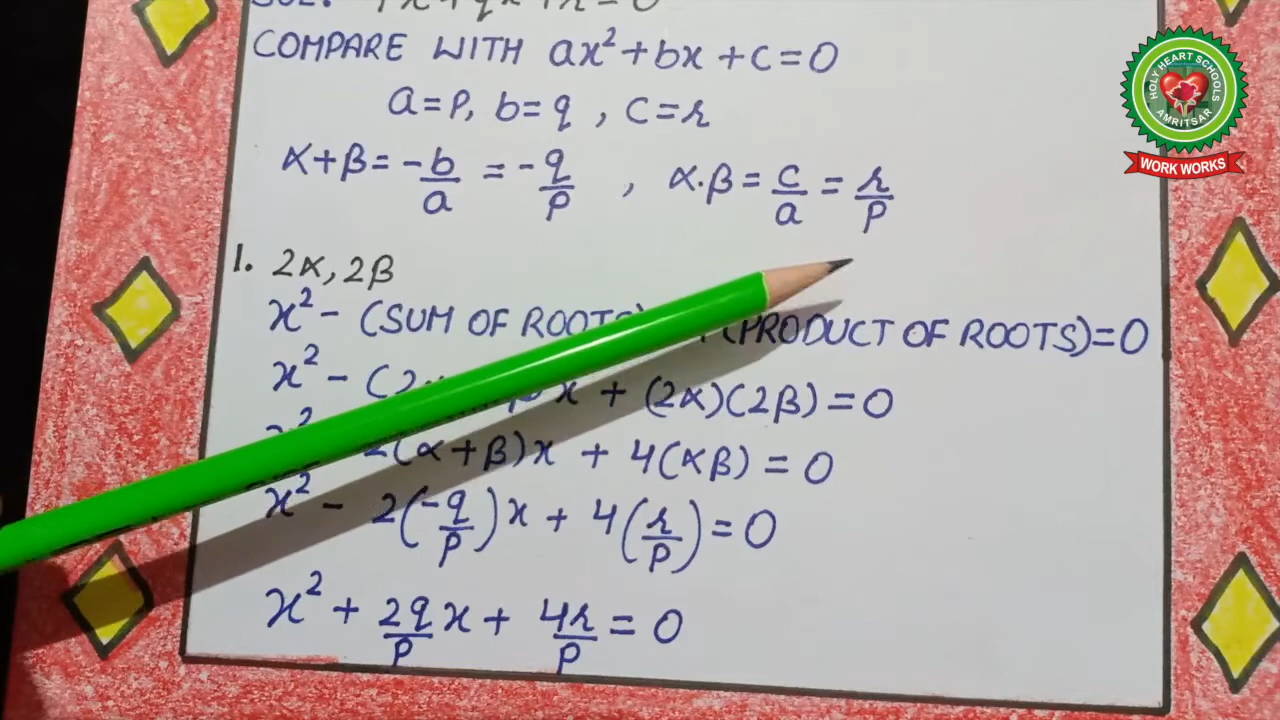 COMPARE WITH ax²+bx+c=0
a=p, b=q, c=r
α+β=-b/a = -q/p, α.β = c/a = r/p
1. 2α, 2β
x² - (SUM OF ROOTS) (PRODUCT OF ROOTS)=0
x² - (2 x + (2α)(2β)=0
2(α+β)x + 4(αβ) = 0
x² - 2(-q/p)x + 4(r/p)=0
x² + 2q/p x + 4r/p = 0
HOLY HEART SCHOOLS
AMRITSAR
WORK WORKS